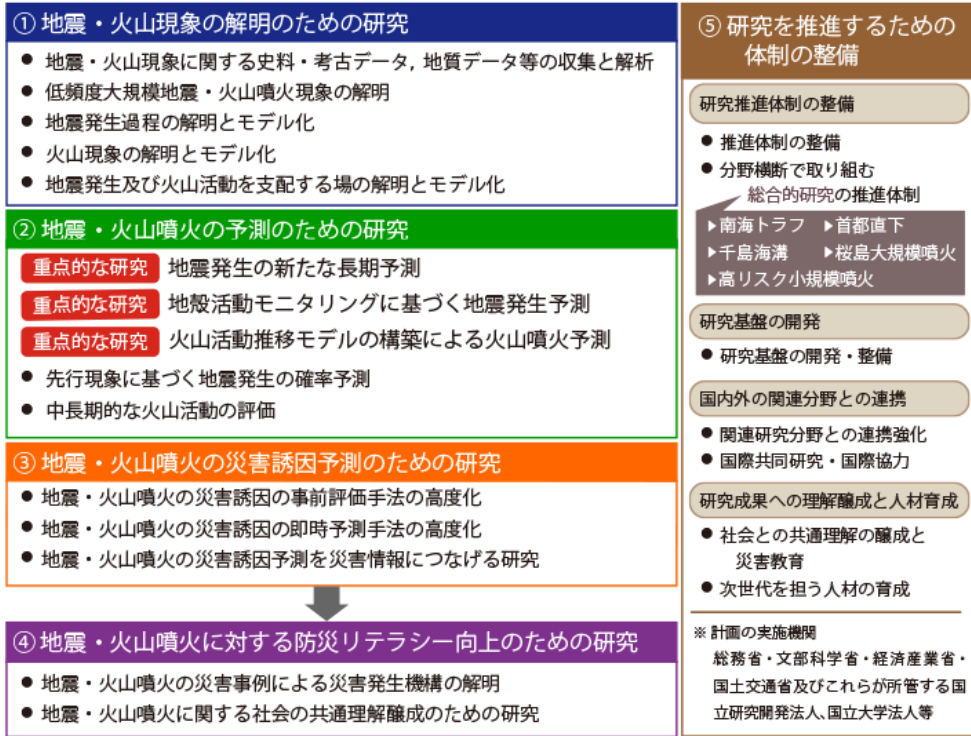 ① 地震・火山現象の解明のための研究
● 地震・火山現象に関する史料・考古データ, 地質データ等の収集と解析
● 低頻度大規模地震・火山噴火現象の解明
● 地震発生過程の解明とモデル化
● 火山現象の解明とモデル化
● 地震発生及び火山活動を支配する場の解明とモデル化
② 地震・火山噴火の予測のための研究
重点的な研究 地震発生の新たな長期予測
重点的な研究 地殻活動モニタリングに基づく地震発生予測
重点的な研究 火山活動推移モデルの構築による火山噴火予測
● 先行現象に基づく地震発生の確率予測
● 中長期的な火山活動の評価
③ 地震・火山噴火の災害誘因予測のための研究
● 地震・火山噴火の災害誘因の事前評価手法の高度化
● 地震・火山噴火の災害誘因の即時予測手法の高度化
● 地震・火山噴火の災害誘因予測を災害情報につなげる研究
④ 地震・火山噴火に対する防災リテラシー向上のための研究
● 地震・火山噴火の災害事例による災害発生機構の解明
● 地震・火山噴火に関する社会の共通理解醸成のための研究
⑤ 研究を推進するための
体制の整備
研究推進体制の整備
● 推進体制の整備
● 分野横断で取り組む
総合的研究の推進体制
▶南海トラフ ▶首都直下
▶千島海溝 ▶桜島大規模噴火
▶高リスク小規模噴火
研究基盤の開発
● 研究基盤の開発・整備
国内外の関連分野との連携
● 関連研究分野との連携強化
● 国際共同研究・国際協力
研究成果への理解醸成と人材育成
● 社会との共通理解の醸成と
災害教育
● 次世代を担う人材の育成
※ 計画の実施機関
総務省・文部科学省・経済産業省・
国土交通省及びこれらが所管する国
立研究開発法人、国立大学法人等